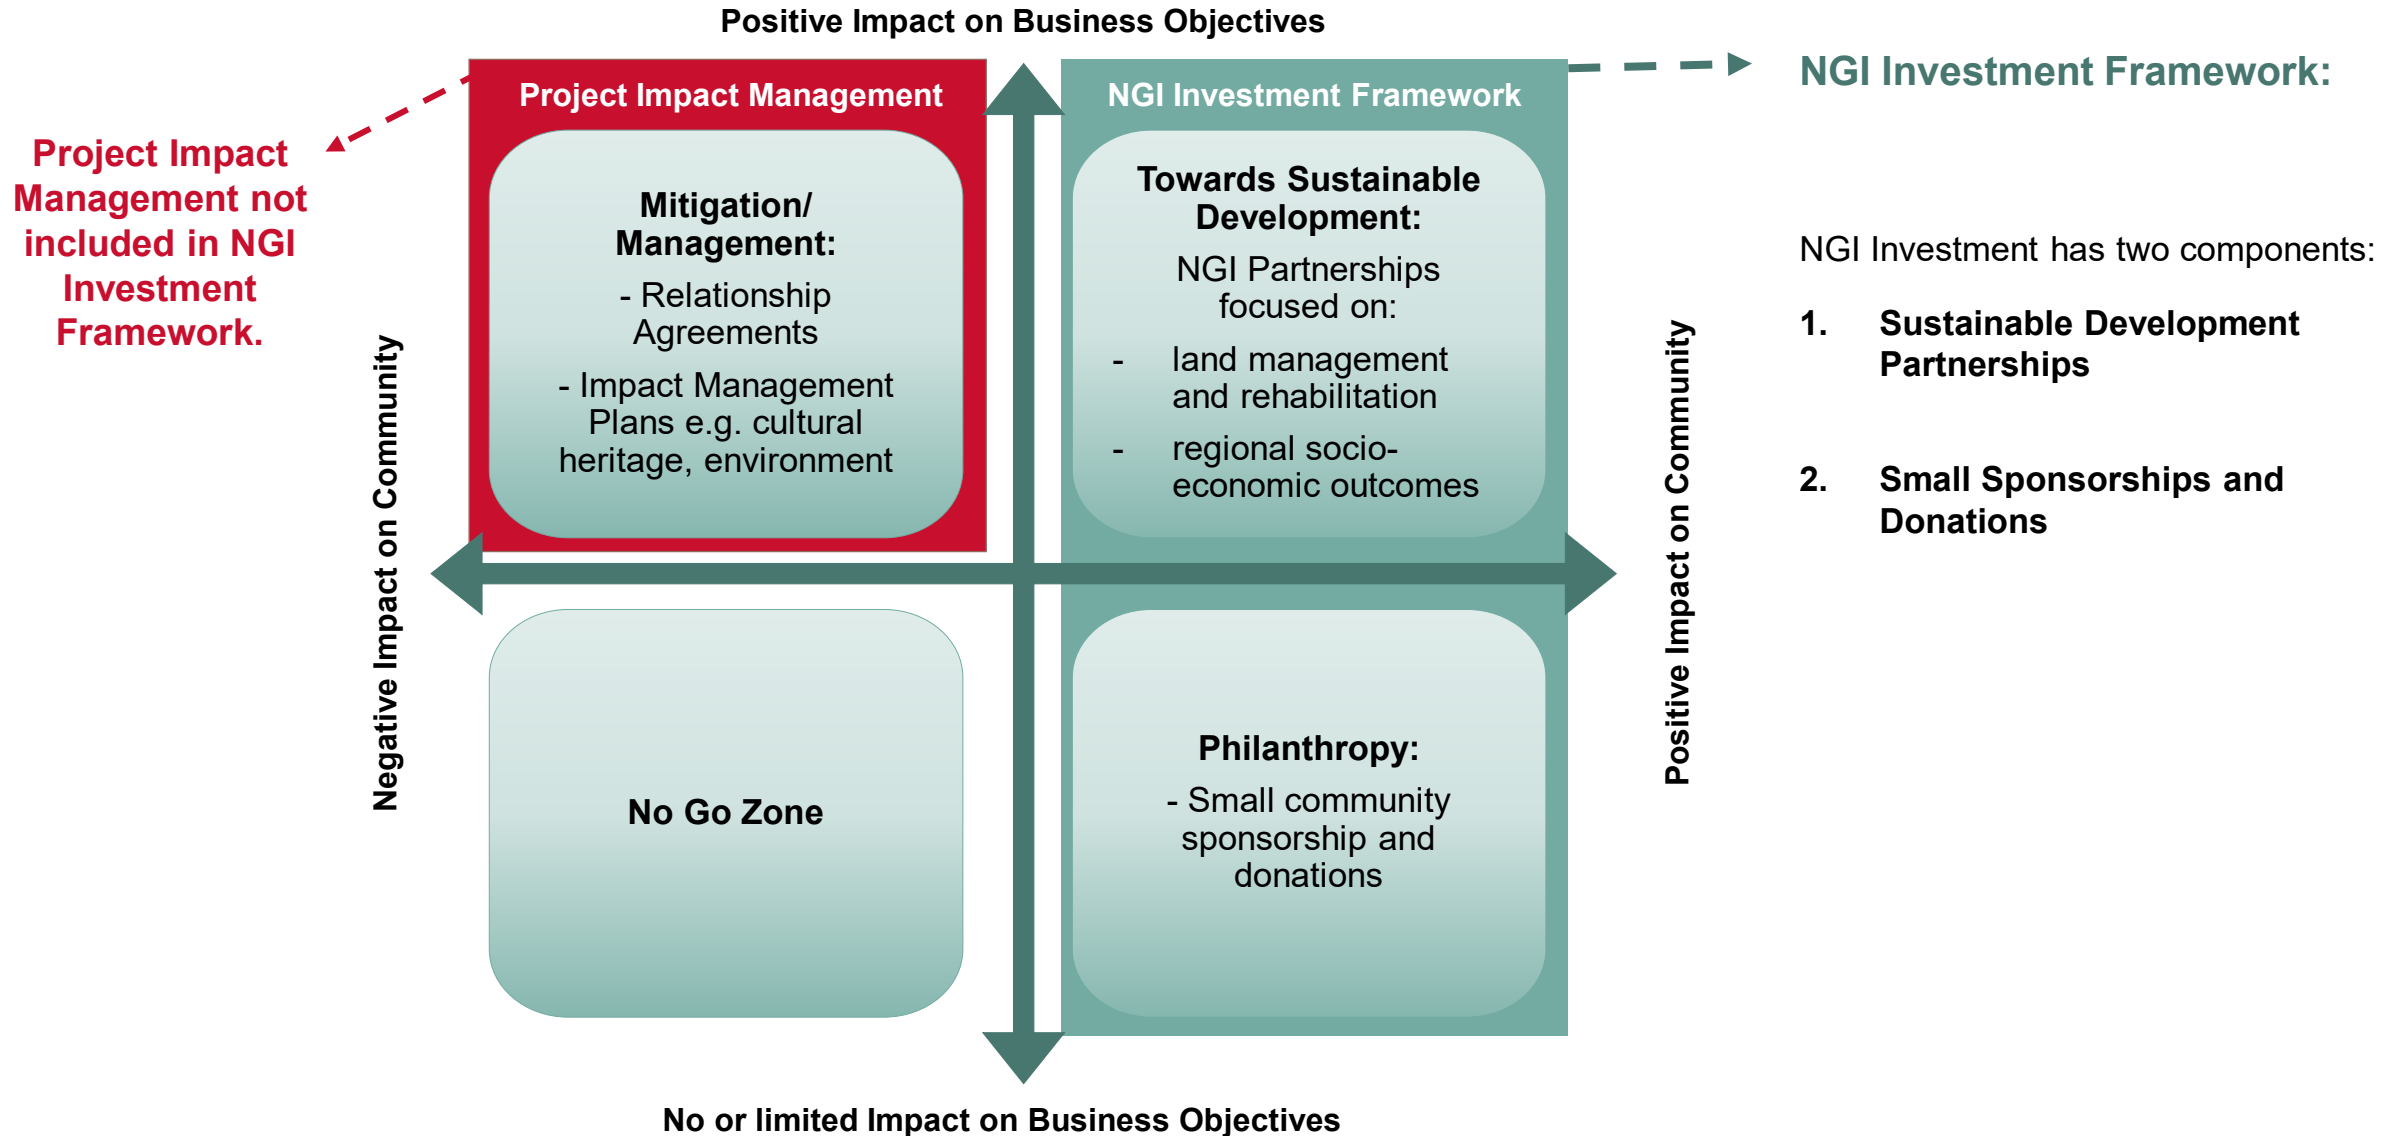 Positive Impact on Business Objectives
Project Impact
Management not
included in NGI
Investment
Framework.
Negative Impact on Community
Project Impact Management
Mitigation/
Management:
- Relationship
Agreements
- Impact Management
Plans e.g. cultural
heritage, environment
NGI Investment Framework
Towards Sustainable
Development:
NGI Partnerships
focused on:
- land management
and rehabilitation
- regional socio-
economic outcomes
No Go Zone
Philanthropy:
- Small community
sponsorship and
donations
Positive Impact on Community
No or limited Impact on Business Objectives
NGI Investment Framework:
NGI Investment has two components:
1. Sustainable Development
Partnerships
2. Small Sponsorships and
Donations